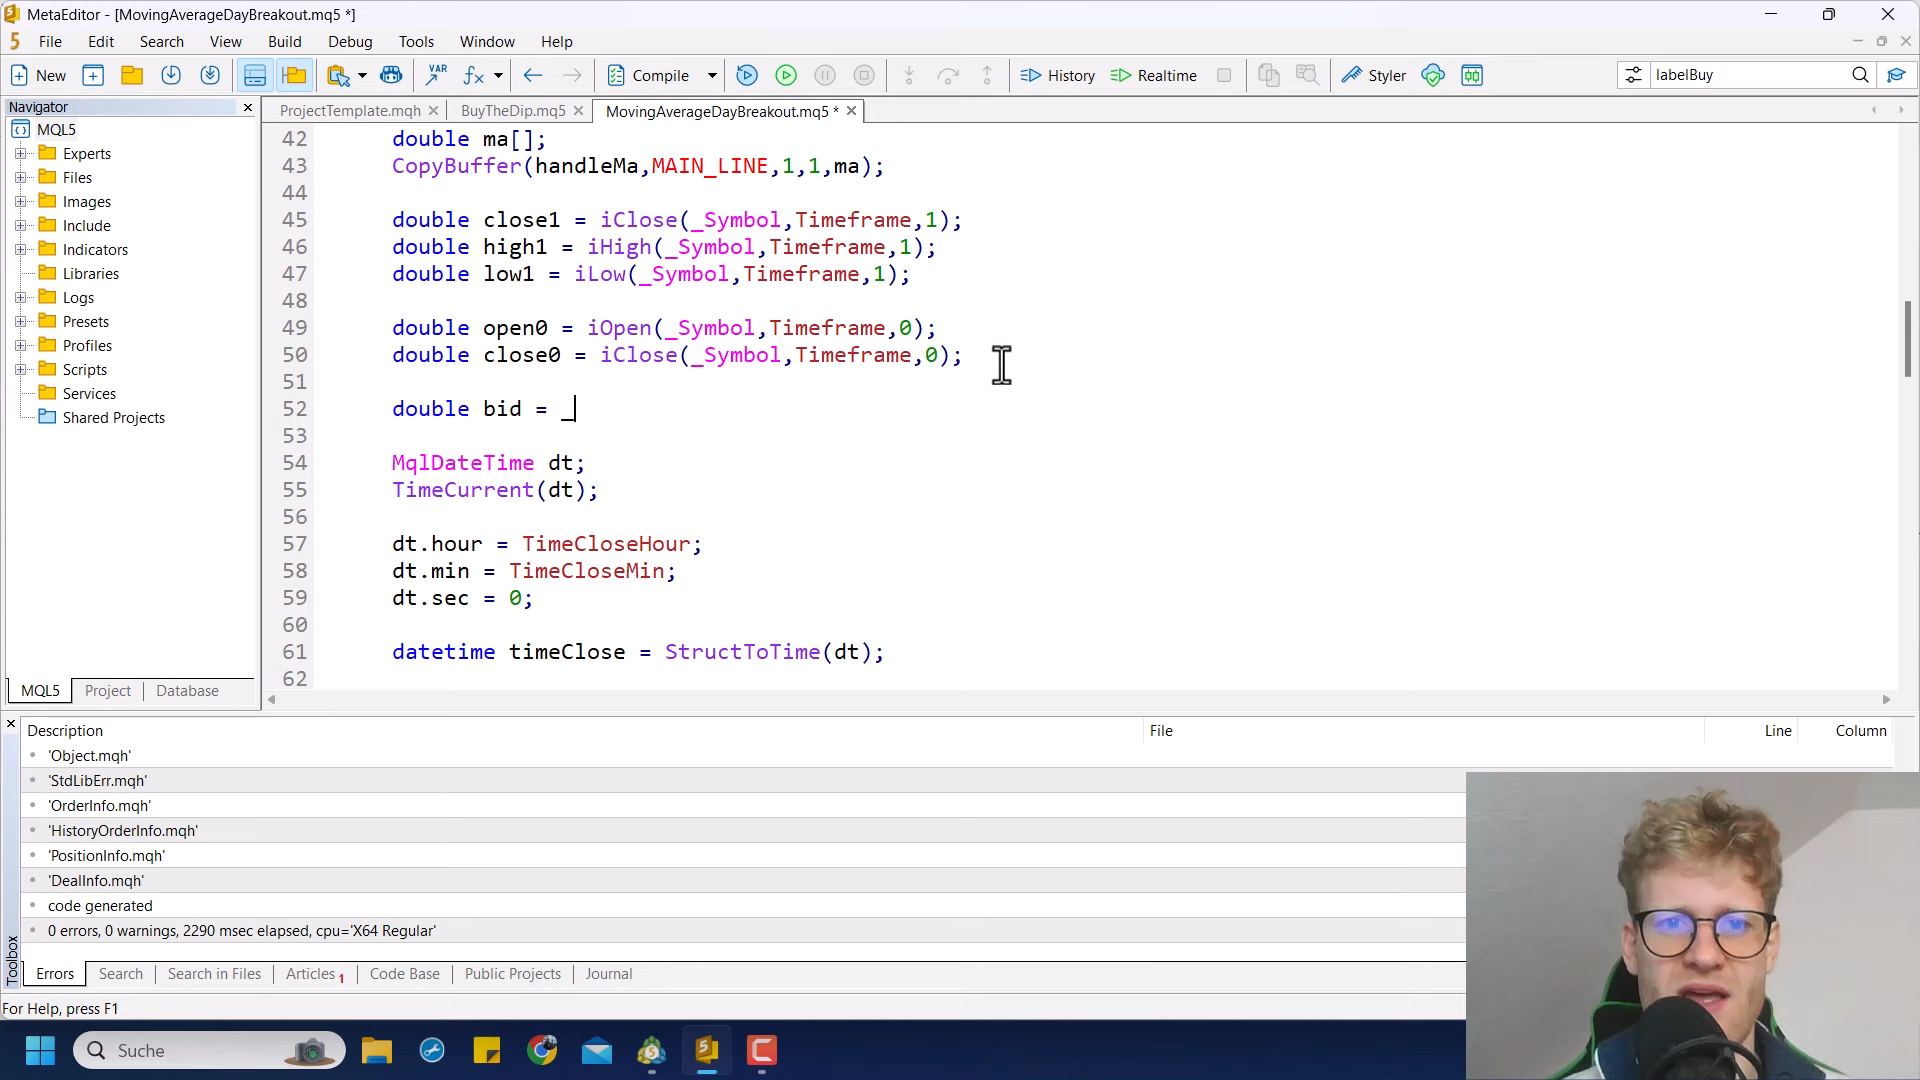 MetaEditor - [MovingAverageDayBreakout.mq5 *]
5 File Edit Search View Build Debug Tools Window Help
New VAR fx Compile History Realtime Styler labelBuy
Navigator
ProjectTemplate.mqh BuyTheDip.mq5 MovingAverageDayBreakout.mq5 *
MQL5
Experts
Files
Images
Include
Indicators
Libraries
Logs
Presets
Profiles
Scripts
Services
Shared Projects
MQL5 Project Database
42 double ma[];
43 CopyBuffer(handleMa,MAIN_LINE,1,1,ma);
44
45 double close1 = iClose(_Symbol,Timeframe,1);
46 double high1 = iHigh(_Symbol,Timeframe,1);
47 double low1 = iLow(_Symbol,Timeframe,1);
48
49 double open0 = iOpen(_Symbol,Timeframe,0);
50 double close0 = iClose(_Symbol,Timeframe,0);
51
52 double bid = _
53
54 MqlDateTime dt;
55 TimeCurrent(dt);
56
57 dt.hour = TimeCloseHour;
58 dt.min = TimeCloseMin;
59 dt.sec = 0;
60
61 datetime timeClose = StructToTime(dt);
62
Description File Line Column
'Object.mqh'
'StdLibErr.mqh'
'OrderInfo.mqh'
'HistoryOrderInfo.mqh'
'PositionInfo.mqh'
'DealInfo.mqh'
code generated
0 errors, 0 warnings, 2290 msec elapsed, cpu='X64 Regular'
Toolbox
Errors Search Search in Files Articles 1 Code Base Public Projects Journal
For Help, press F1
Suche